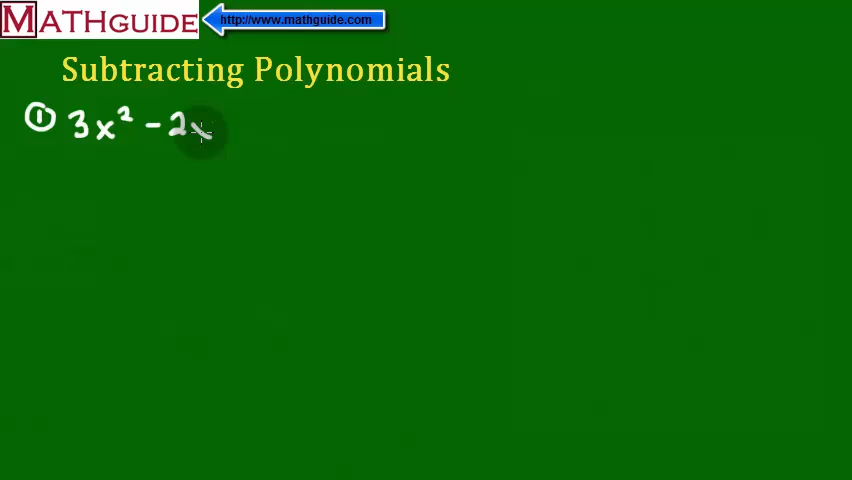 MATHGUIDE http://www.mathguide.com
Subtracting Polynomials
① 3x² - 2x